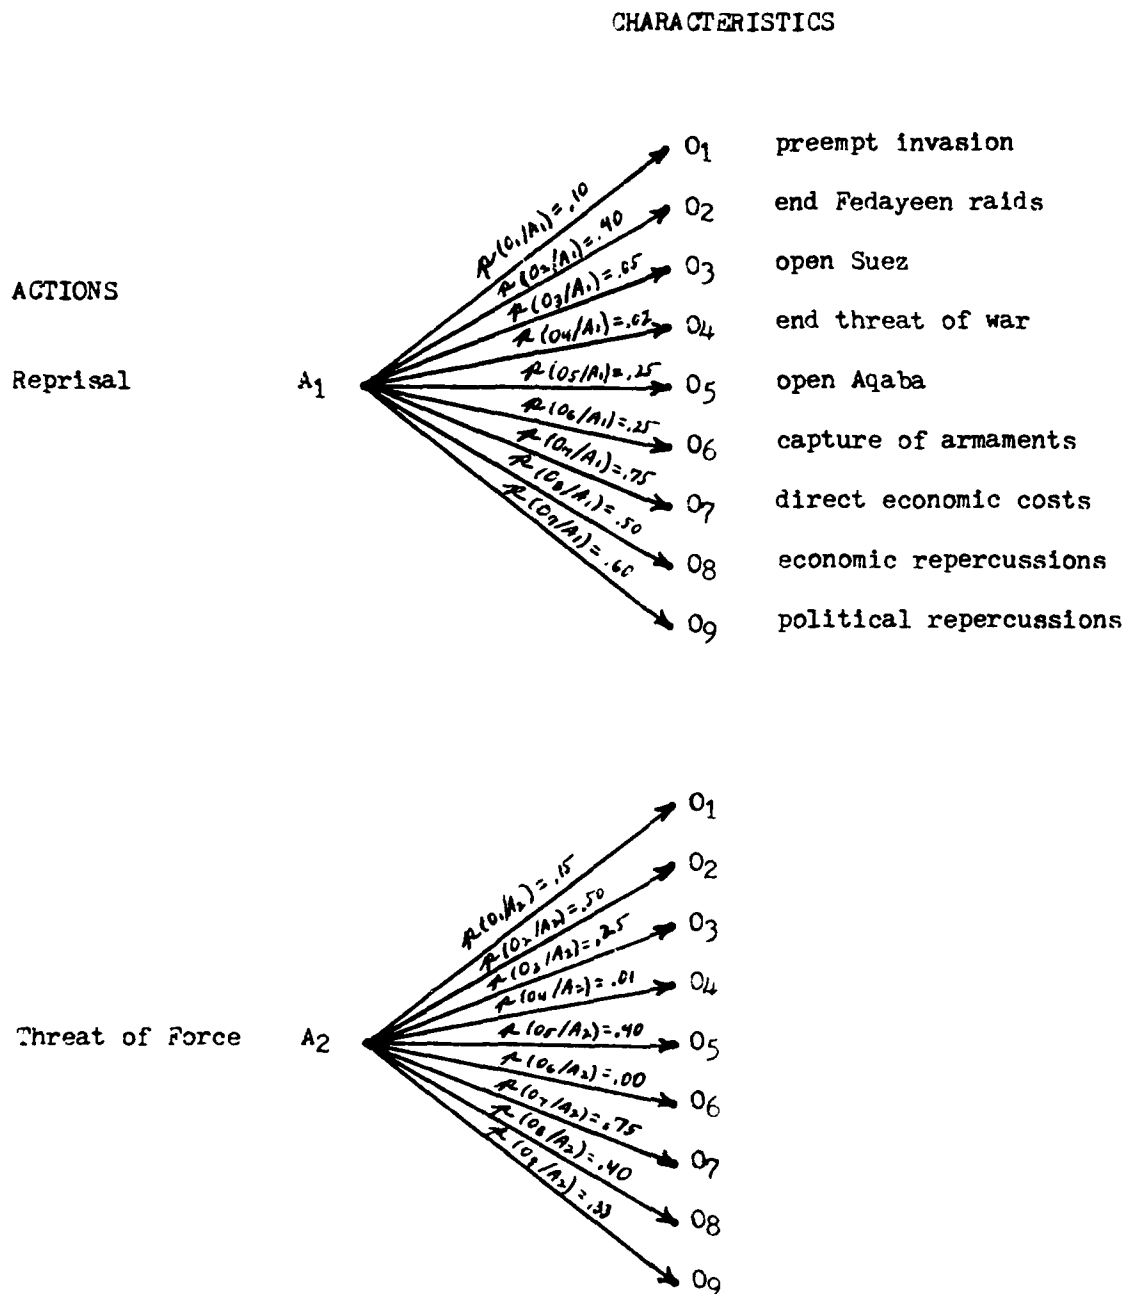 CHARACTERISTICS
O1 preempt invasion
p(O1/A1)=.10
O2 end Fedayeen raids
p(O2/A1)=.40
O3 open Suez
p(O3/A1)=.05
ACTIONS
O4 end threat of war
p(O4/A1)=.02
Reprisal A1
O5 open Aqaba
p(O5/A1)=.25
O6 capture of armaments
p(O6/A1)=.25
O7 direct economic costs
p(O7/A1)=.75
O8 economic repercussions
p(O8/A1)=.50
O9 political repercussions
p(O9/A1)=.60
O1
p(O1/A2)=.15
O2
p(O2/A2)=.50
O3
p(O3/A2)=.25
O4
p(O4/A2)=.01
Threat of Force A2
O5
p(O5/A2)=.40
O6
p(O6/A2)=.00
O7
p(O7/A2)=.75
O8
p(O8/A2)=.40
O9
p(O9/A2)=.33